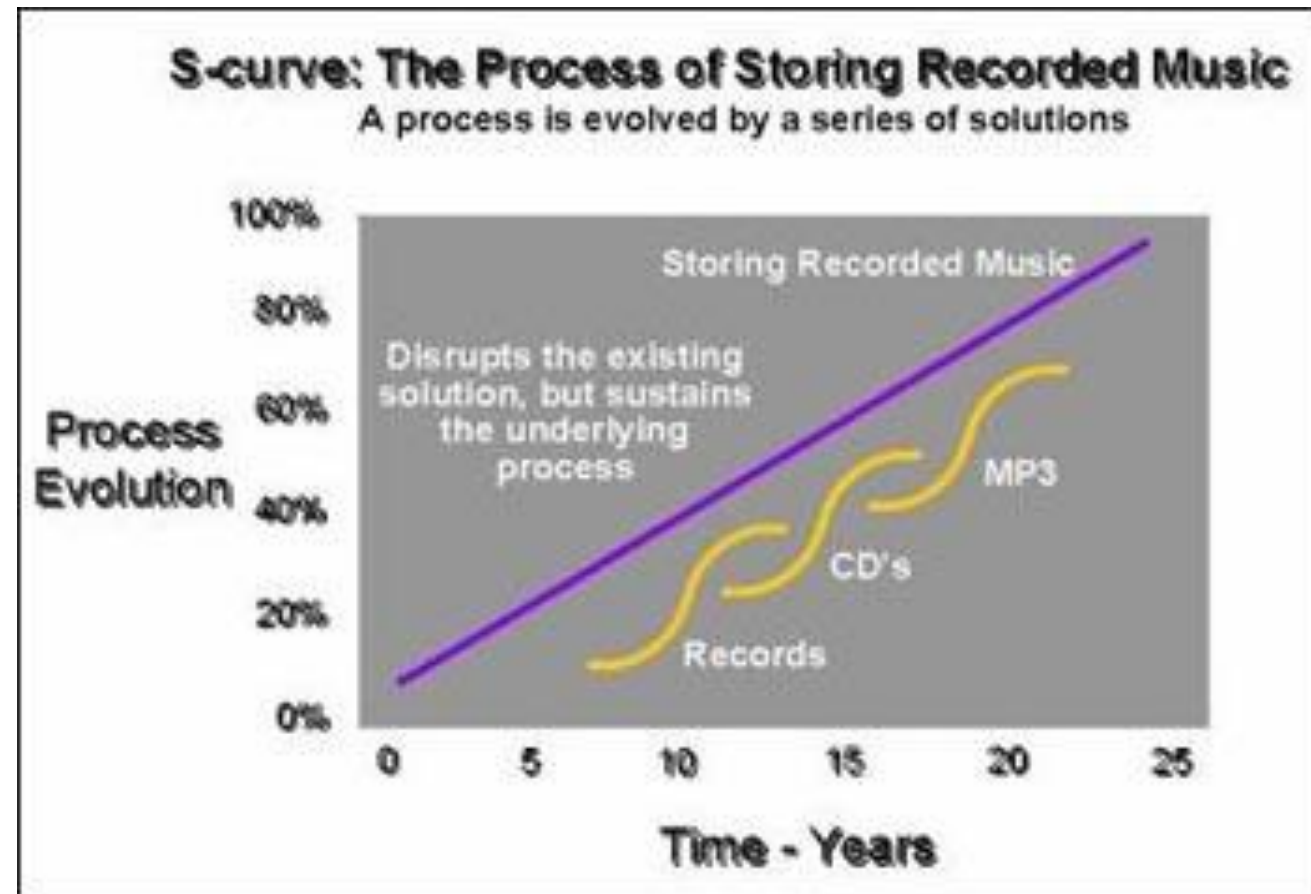 S-curve: The Process of Storing Recorded Music
A process is evolved by a series of solutions
100%
80%
60%
40%
20%
0%
Process
Evolution
Storing Recorded Music
Disrupts the existing
solution, but sustains
the underlying
process
MP3
CD's
Records
0 5 10 15 20 25
Time - Years